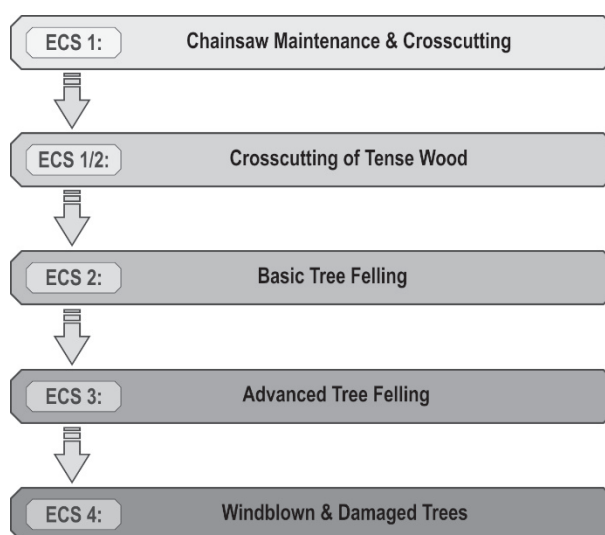 ECS 1: Chainsaw Maintenance & Crosscutting
ECS 1/2: Crosscutting of Tense Wood
ECS 2: Basic Tree Felling
ECS 3: Advanced Tree Felling
ECS 4: Windblown & Damaged Trees